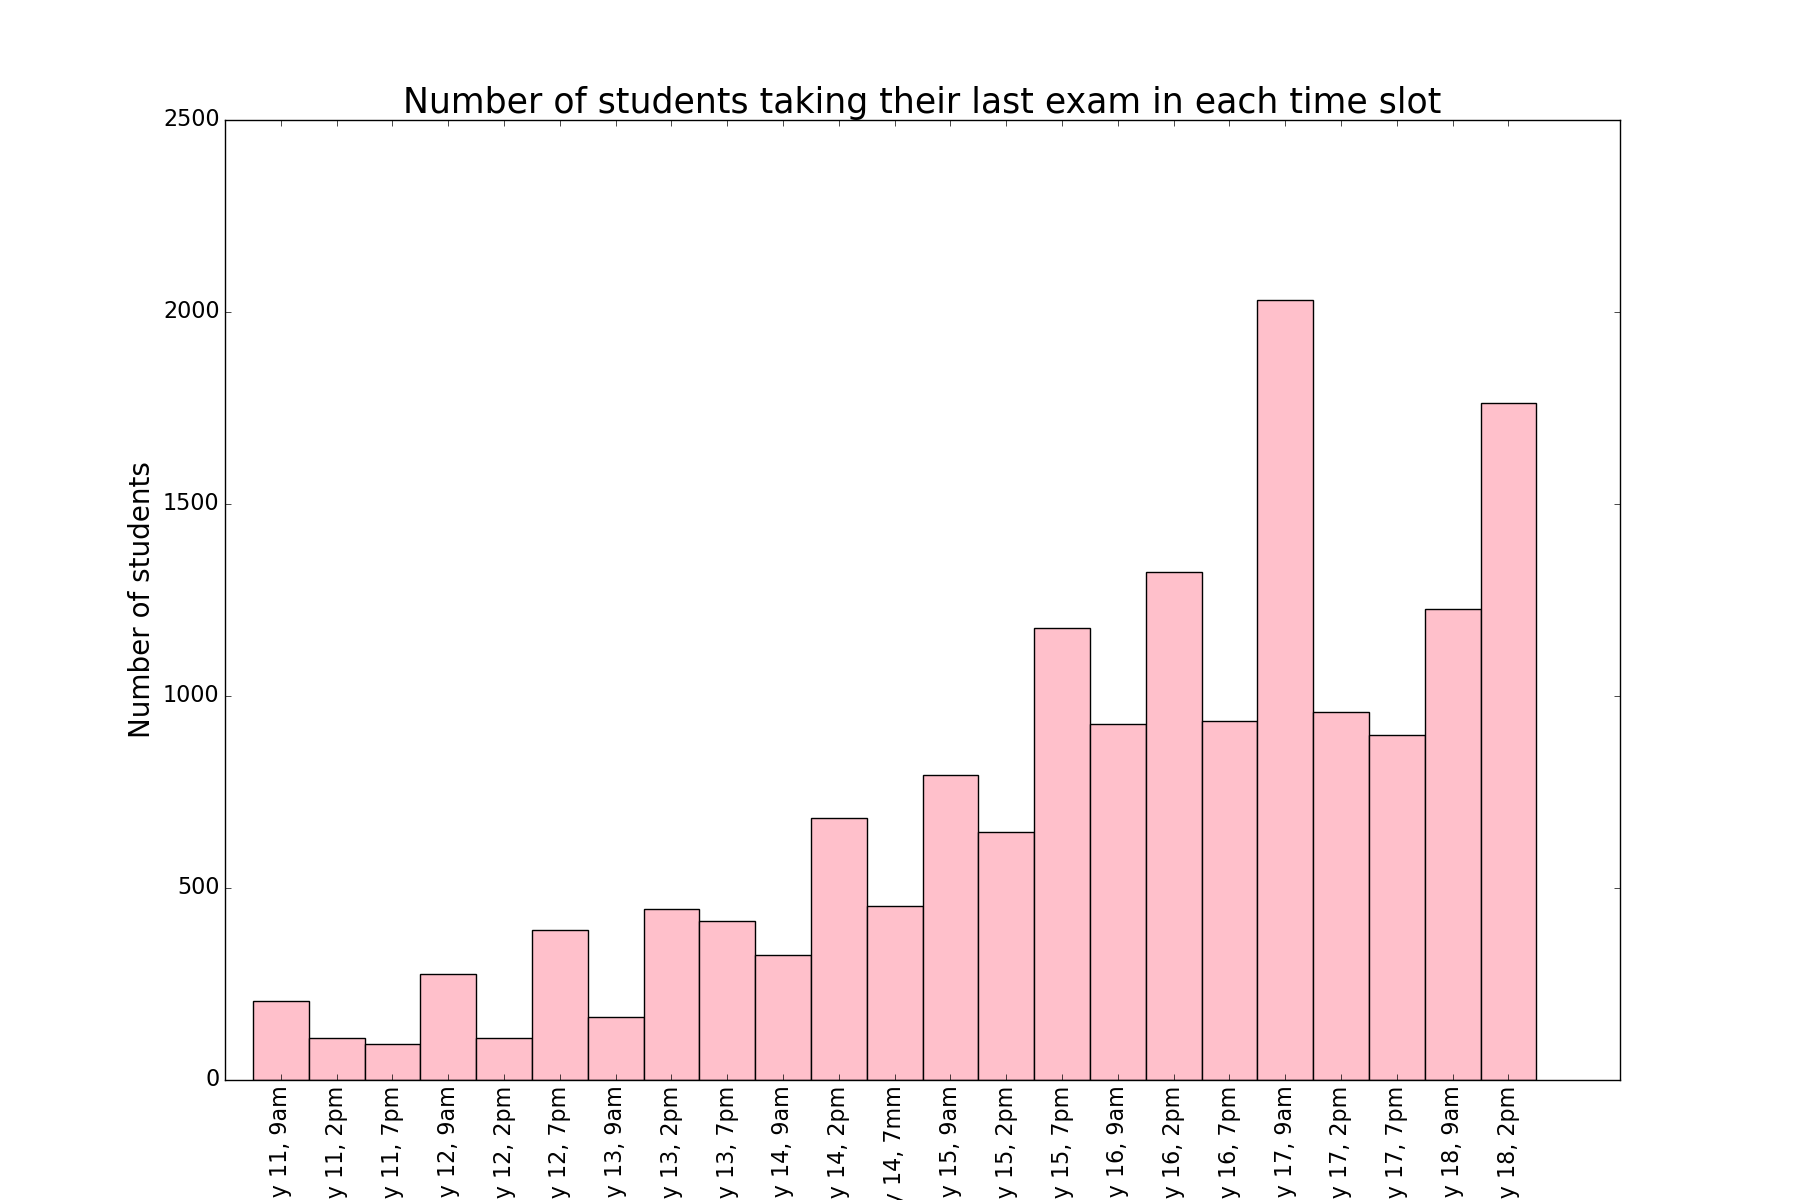 Number of students taking their last exam in each time slot
Number of students
2500
2000
1500
1000
500
0
y 11, 9am
y 11, 2pm
y 11, 7pm
y 12, 9am
y 12, 2pm
y 12, 7pm
y 13, 9am
y 13, 2pm
y 13, 7pm
y 14, 9am
y 14, 2pm
y 14, 7mm
y 15, 9am
y 15, 2pm
y 15, 7pm
y 16, 9am
y 16, 2pm
y 16, 7pm
y 17, 9am
y 17, 2pm
y 17, 7pm
y 18, 9am
y 18, 2pm